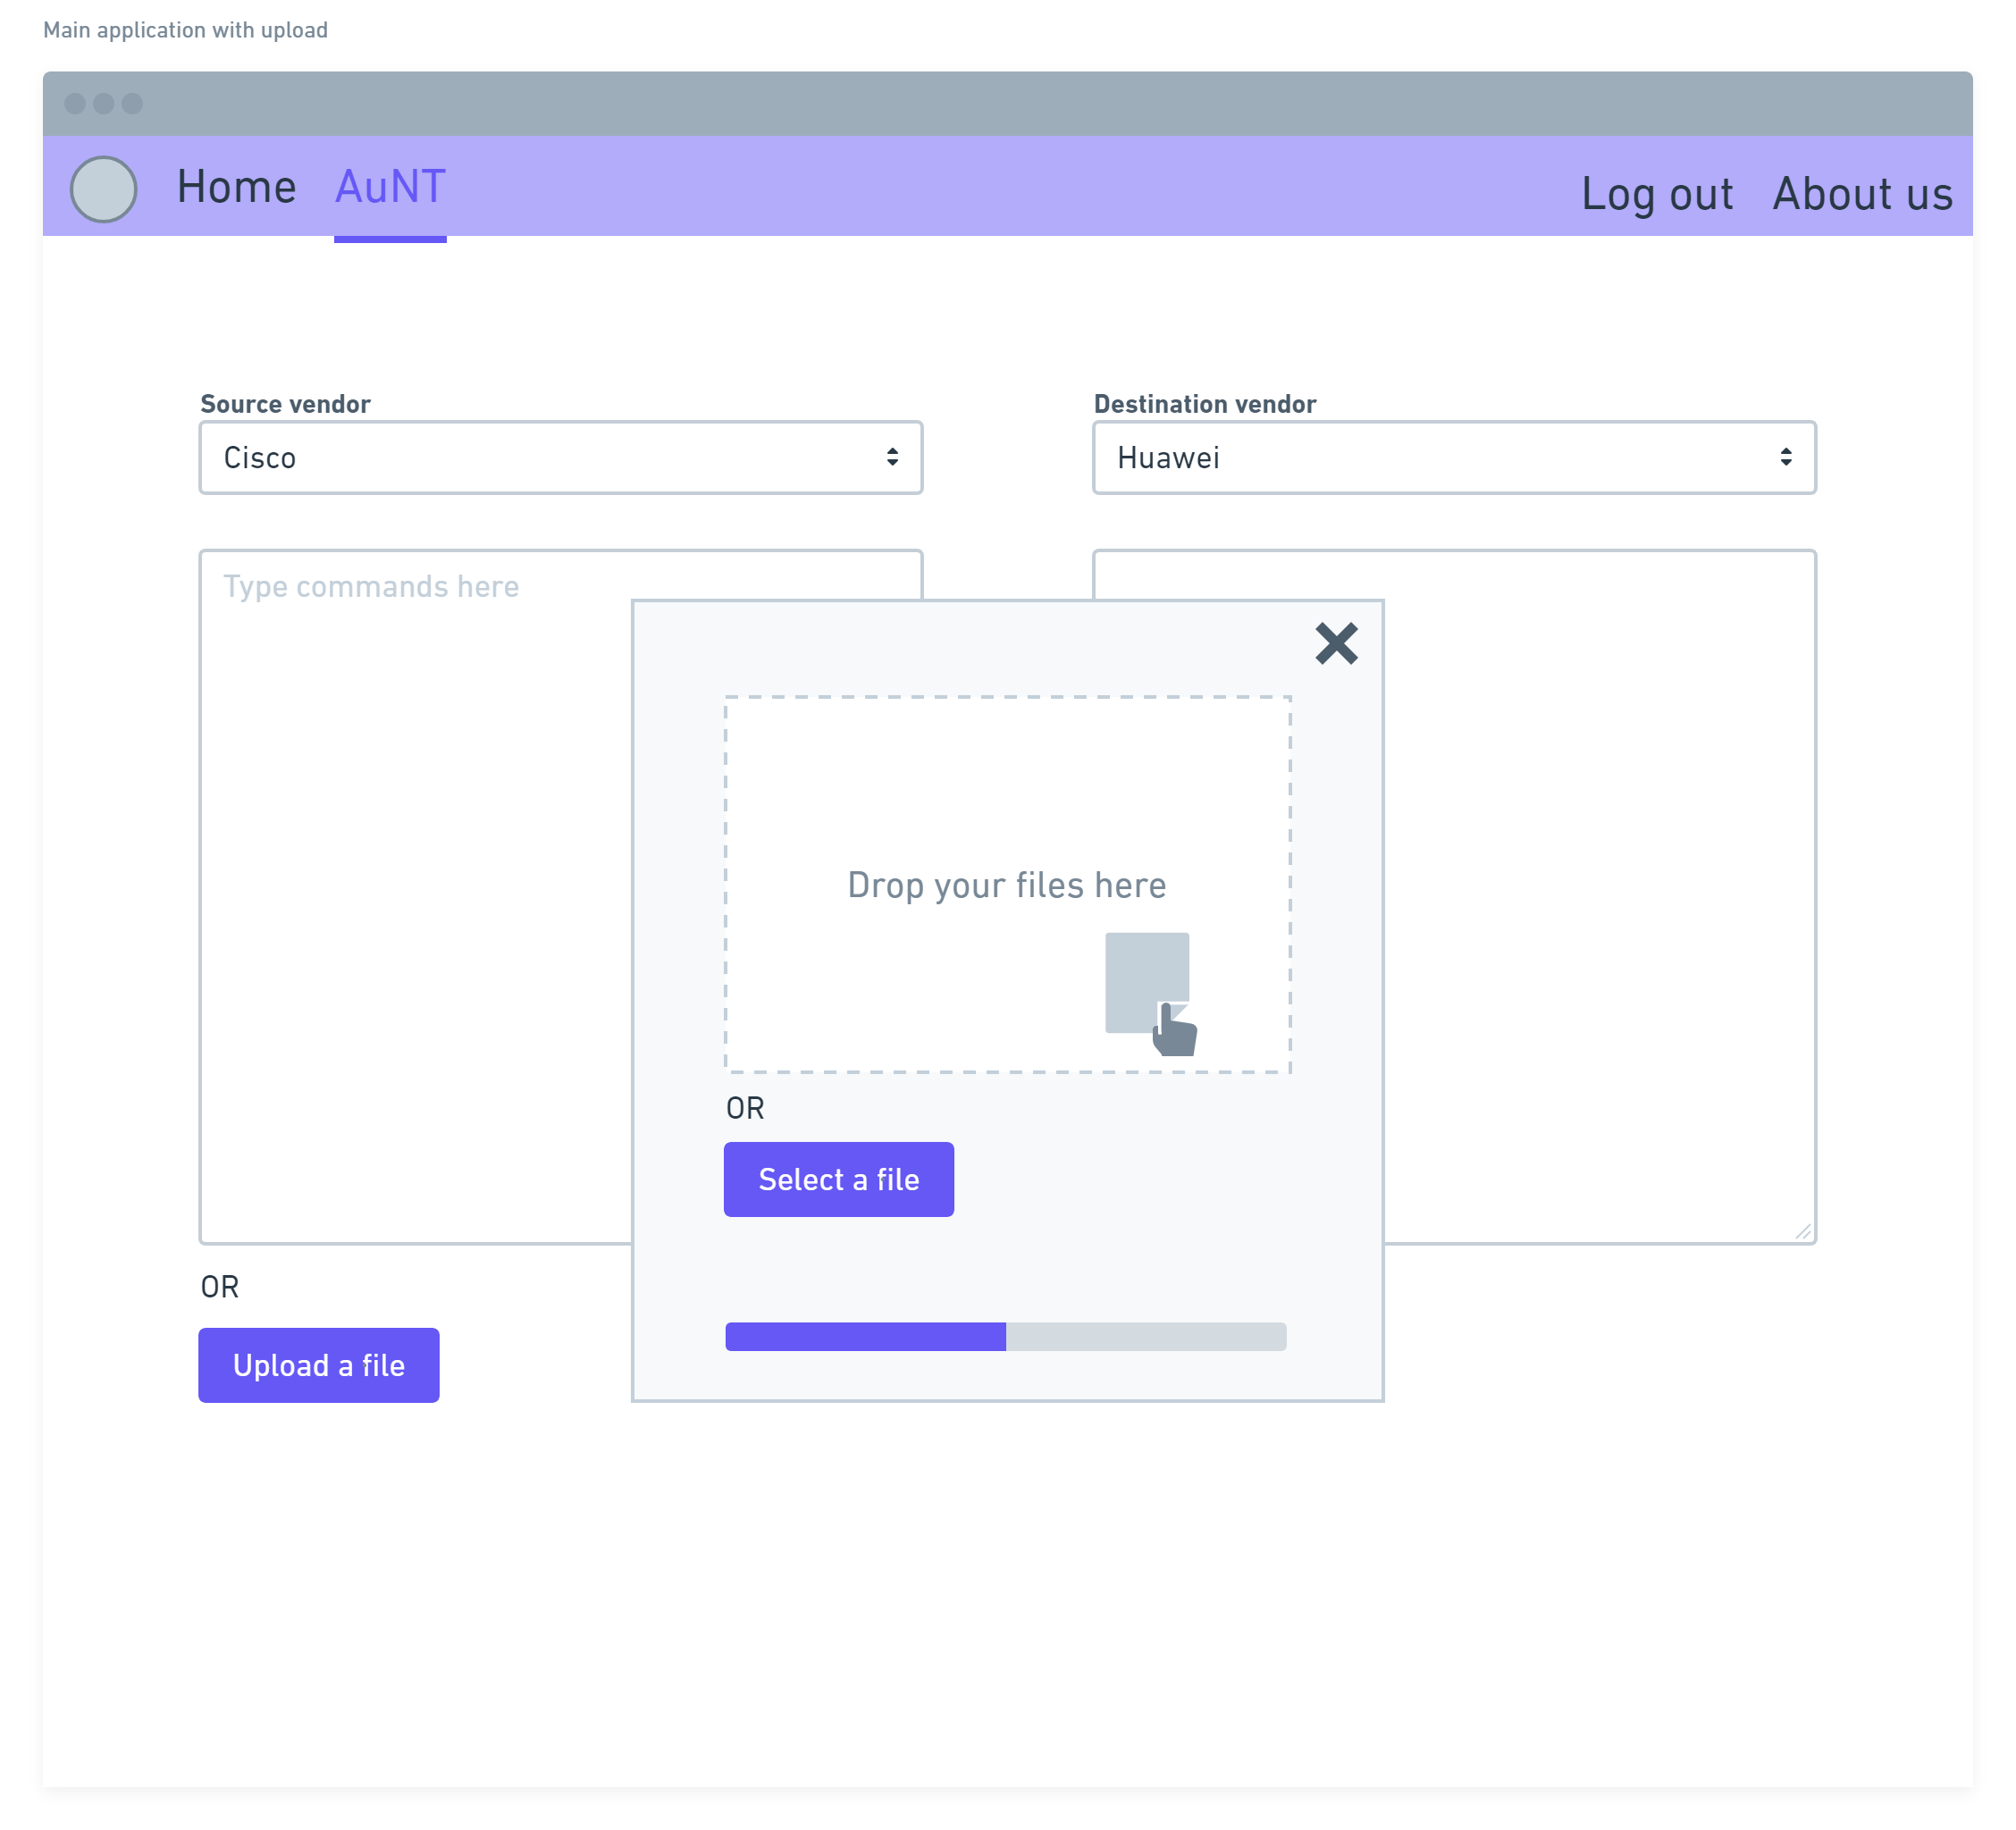 Main application with upload
Home AuNT Log out About us
Source vendor
Cisco
Destination vendor
Huawei
Type commands here
Drop your files here
OR
Select a file
OR
Upload a file